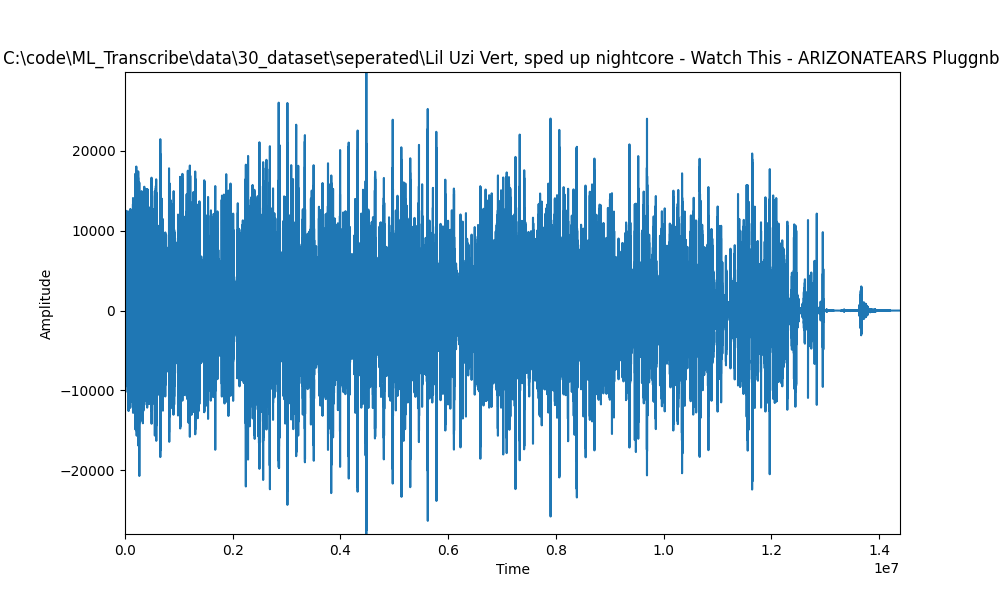 C:\code\ML_Transcribe\data\30_dataset\seperated\Lil Uzi Vert, sped up nightcore - Watch This - ARIZONATEARS Pluggnb
20000
10000
0
−10000
−20000
Amplitude
0.0 0.2 0.4 0.6 0.8 1.0 1.2 1.4
1e7
Time